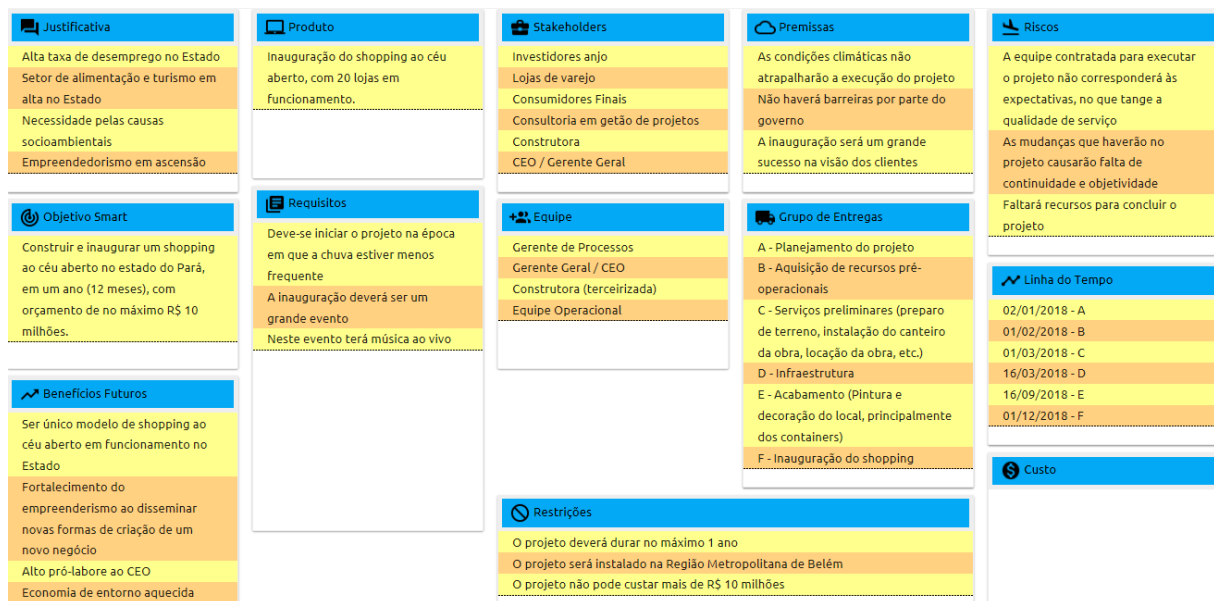 Justificativa
Alta taxa de desemprego no Estado
Setor de alimentação e turismo em
alta no Estado
Necessidade pelas causas
socioambientais
Empreendedorismo em ascensão
Objetivo Smart
Construir e inaugurar um shopping
ao céu aberto no estado do Pará,
em um ano (12 meses), com
orçamento de no máximo R$ 10
milhões.
Benefícios Futuros
Ser único modelo de shopping ao
céu aberto em funcionamento no
Estado
Fortalecimento do
empreenderismo ao disseminar
novas formas de criação de um
novo negócio
Alto pró-labore ao CEO
Economia de entorno aquecida
Produto
Inauguração do shopping ao céu
aberto, com 20 lojas em
funcionamento.
Requisitos
Deve-se iniciar o projeto na época
em que a chuva estiver menos
frequente
A inauguração deverá ser um
grande evento
Neste evento terá música ao vivo
Stakeholders
Investidores anjo
Lojas de varejo
Consumidores Finais
Consultoria em getão de projetos
Construtora
CEO / Gerente Geral
Equipe
Gerente de Processos
Gerente Geral / CEO
Construtora (terceirizada)
Equipe Operacional
Premissas
As condições climáticas não
atrapalharão a execução do projeto
Não haverá barreiras por parte do
governo
A inauguração será um grande
sucesso na visão dos clientes
Grupo de Entregas
A - Planejamento do projeto
B - Aquisição de recursos pré-
operacionais
C - Serviços preliminares (preparo
de terreno, instalação do canteiro
da obra, locação da obra, etc.)
D - Infraestrutura
E - Acabamento (Pintura e
decoração do local, principalmente
dos containers)
F - Inauguração do shopping
Restrições
O projeto deverá durar no máximo 1 ano
O projeto será instalado na Região Metropolitana de Belém
O projeto não pode custar mais de R$ 10 milhões
Riscos
A equipe contratada para executar
o projeto não corresponderá às
expectativas, no que tange a
qualidade de serviço
As mudanças que haverão no
projeto causarão falta de
continuidade e objetividade
Faltará recursos para concluir o
projeto
Linha do Tempo
02/01/2018 - A
01/02/2018 - B
01/03/2018 - C
16/03/2018 - D
16/09/2018 - E
01/12/2018 - F
Custo